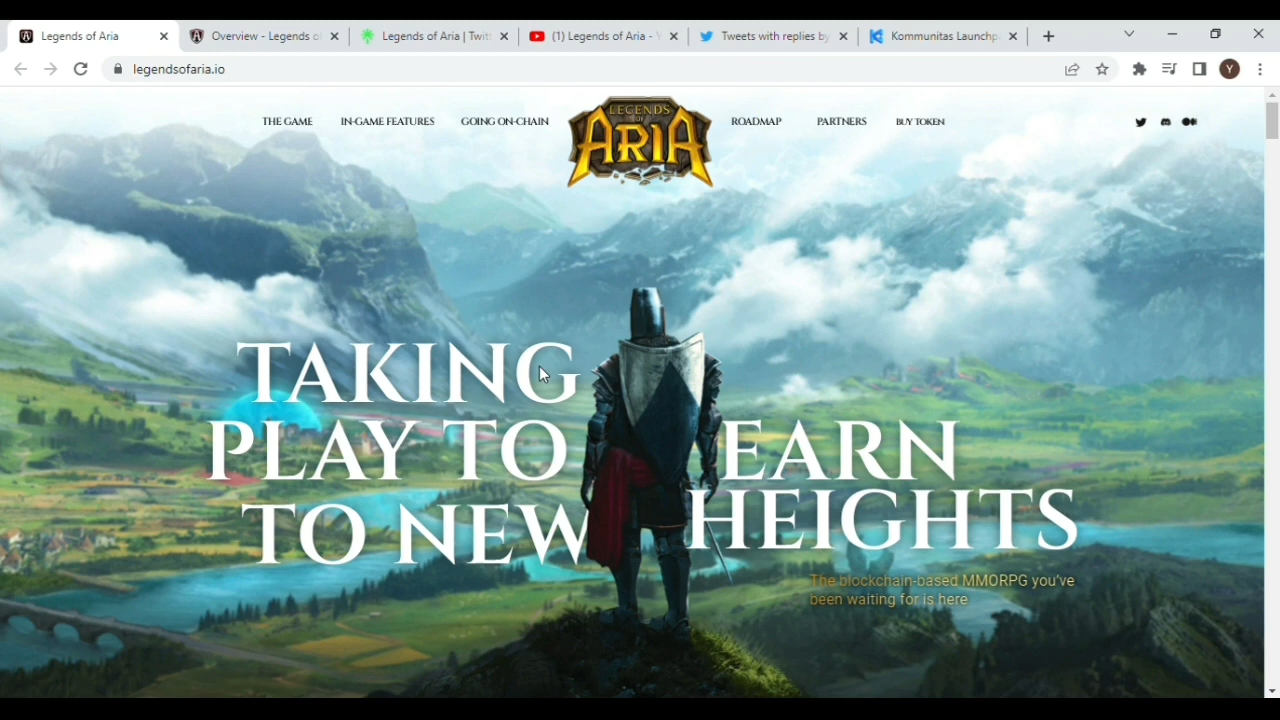 Legends of Aria
Overview - Legends of
Legends of Aria | Twit
(1) Legends of Aria -
Tweets with replies by
Kommunitas Launchp
legendsofaria.io
Y
THE GAME
IN-GAME FEATURES
GOING ON-CHAIN
LEGENDS
OF
ARIA
ROADMAP
PARTNERS
BUY TOKEN
TAKING
PLAY TO EARN
TO NEW HEIGHTS
The blockchain-based MMORPG you've
been waiting for is here